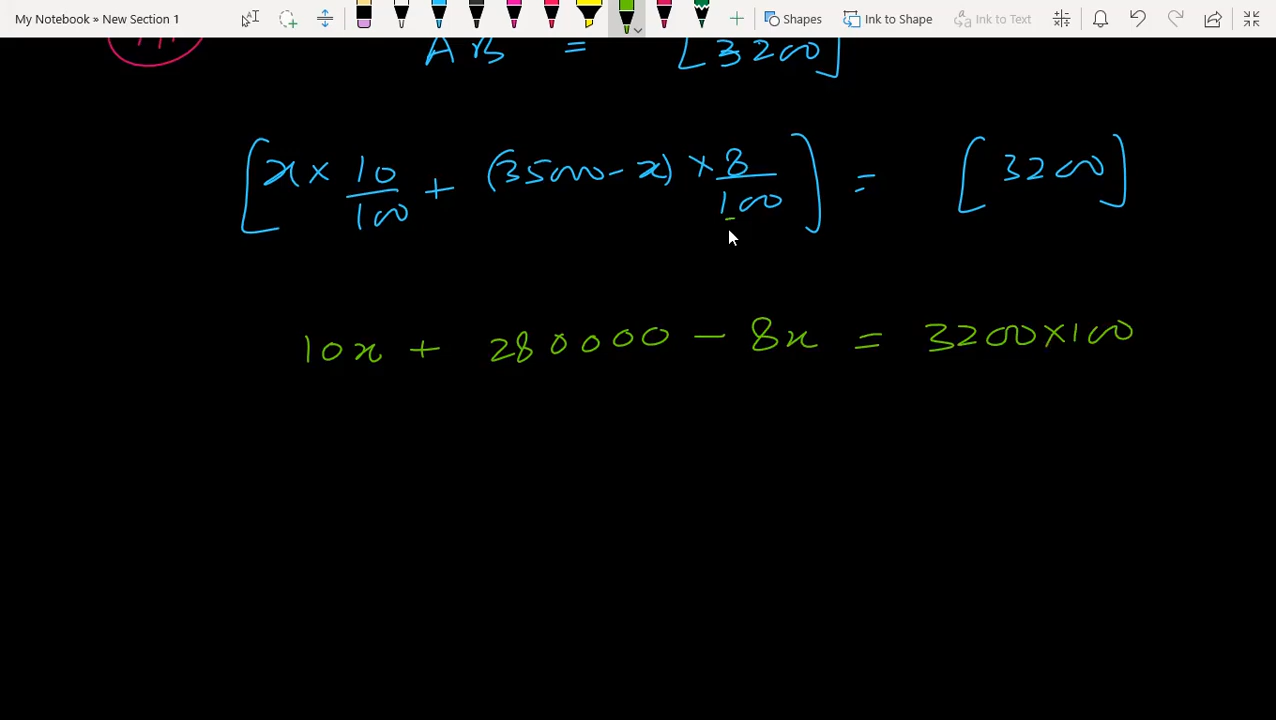 My Notebook » New Section 1
Shapes Ink to Shape Ink to Text
AB = [3200]
[x × 10/100 + (35000 - x) × 8/100] = [3200]
10x + 280000 - 8x = 3200×100